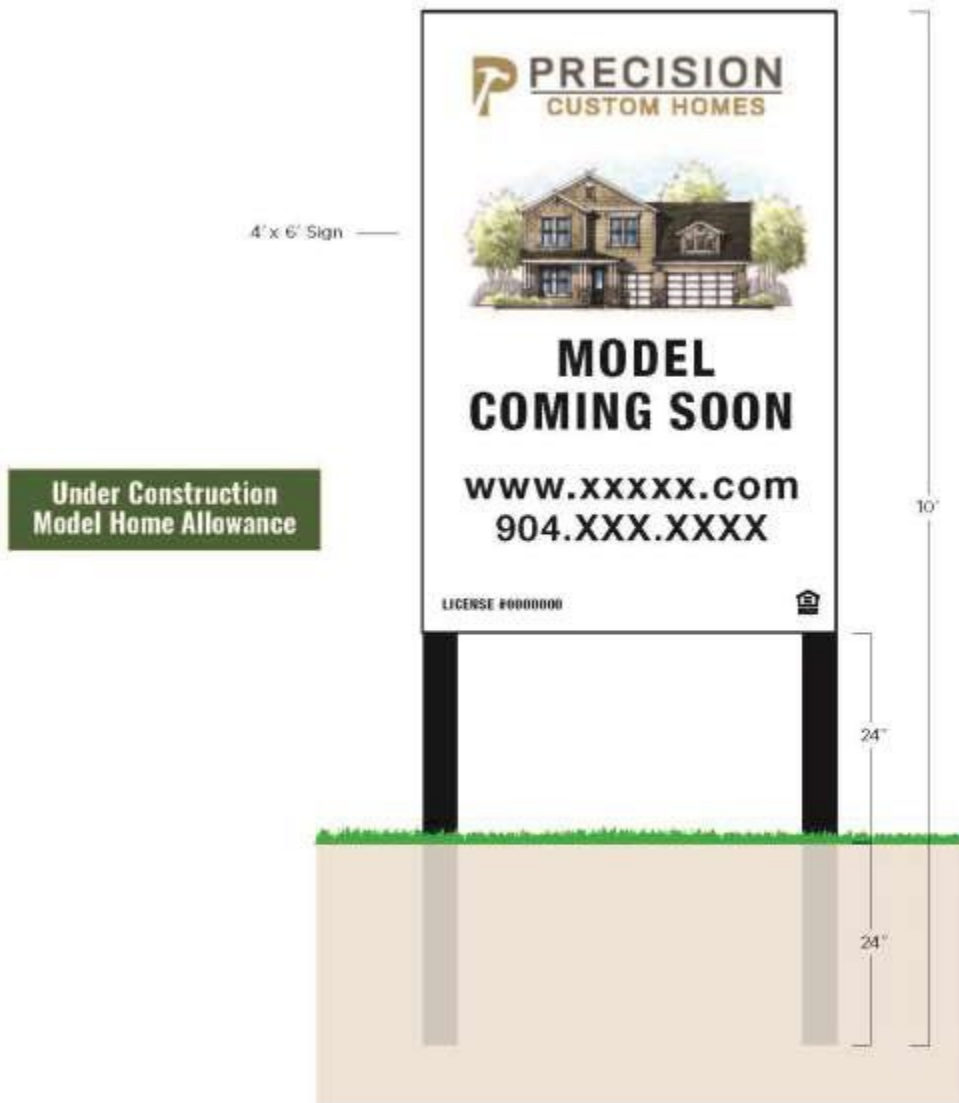 PRECISION
CUSTOM HOMES
4' x 6' Sign
MODEL
COMING SOON
www.xxxxx.com
904.XXX.XXXX
Under Construction
Model Home Allowance
10'
LICENSE #0000000
24"
24"